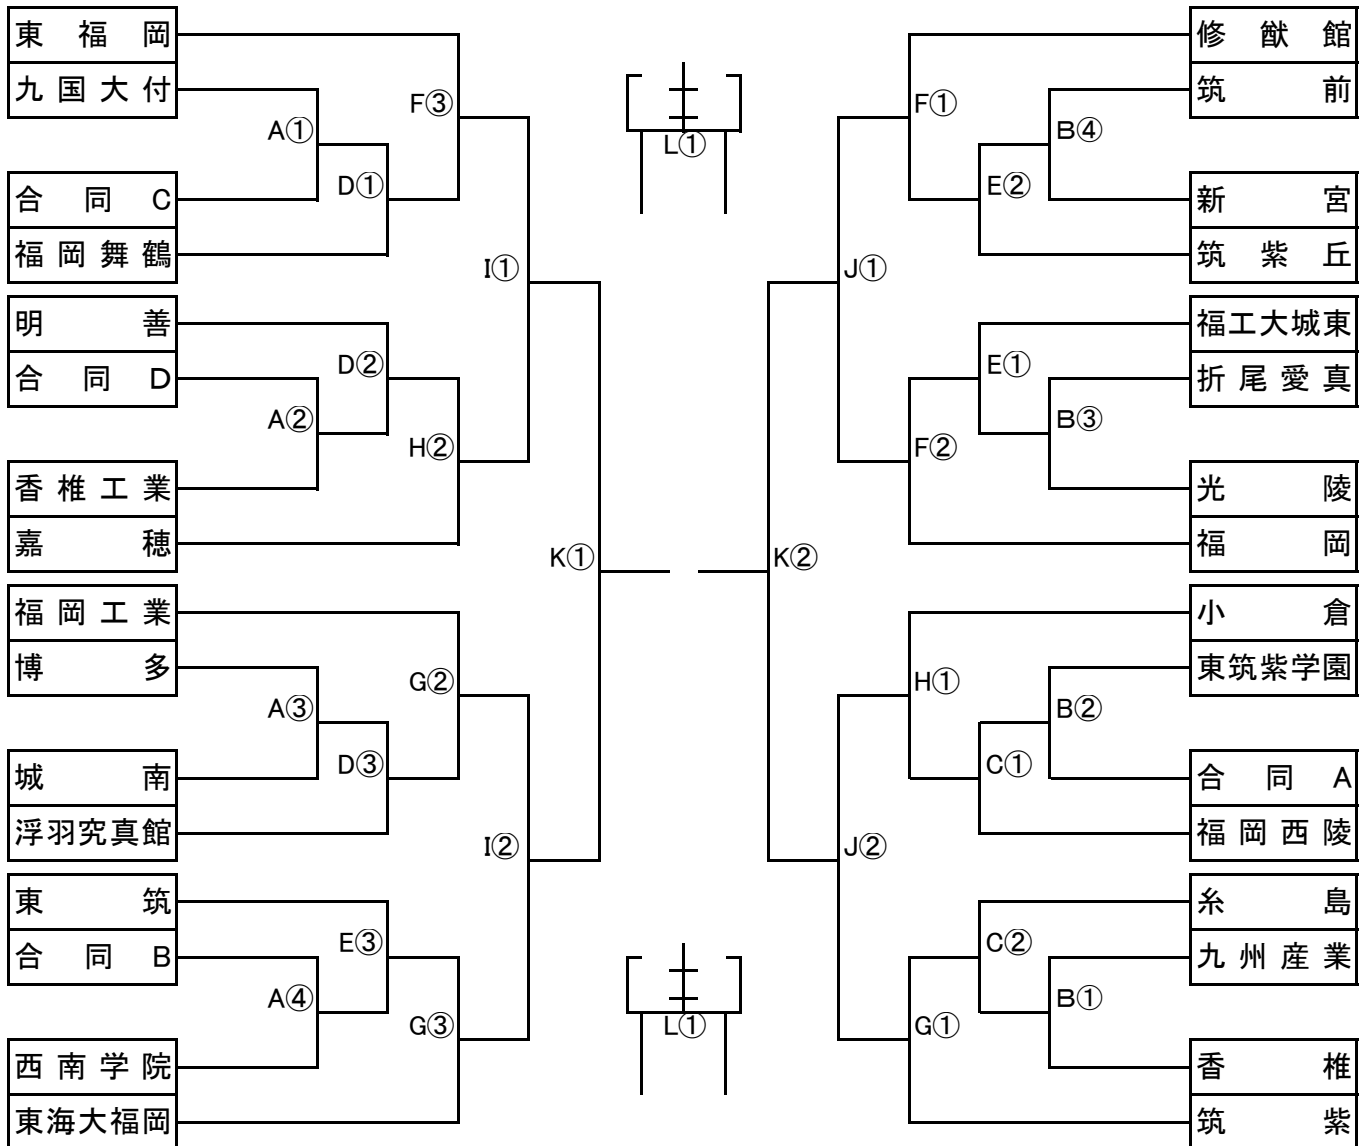 東福岡
修猷館
九国大付
F③
F①
筑前
A①
L①
B④
合同C
D①
E②
新宮
福岡舞鶴
I①
J①
筑紫丘
明善
福工大城東
合同D
D②
E①
折尾愛真
A②
H②
F②
B③
香椎工業
光陵
嘉穂
K①
K②
福岡
福岡工業
小倉
博多
G②
H①
東筑紫学園
A③
B②
城南
D③
C①
合同A
浮羽究真館
I②
J②
福岡西陵
東筑
糸島
合同B
E③
C②
九州産業
A④
G③
L①
G①
B①
西南学院
香椎
東海大福岡
筑紫